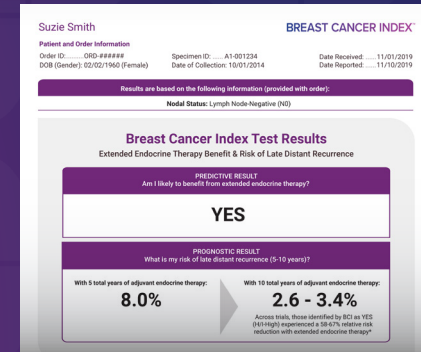 Suzie Smith
BREAST CANCER INDEX™
Patient and Order Information
Order ID:..........ORD-###### Specimen ID: ...... A1-001234 Date Received: ...... 11/01/2019
DOB (Gender): 02/02/1960 (Female) Date of Collection: 10/01/2014 Date Reported: ...... 11/10/2019
Results are based on the following information (provided with order):
Nodal Status: Lymph Node-Negative (N0)
Breast Cancer Index Test Results
Extended Endocrine Therapy Benefit & Risk of Late Distant Recurrence
PREDICTIVE RESULT
Am I likely to benefit from extended endocrine therapy?
YES
PROGNOSTIC RESULT
What is my risk of late distant recurrence (5-10 years)?
With 5 total years of adjuvant endocrine therapy:
8.0%
With 10 total years of adjuvant endocrine therapy:
2.6 - 3.4%
Across trials, those identified by BCI as YES
(H/I-High) experienced a 58-67% relative risk
reduction with extended endocrine therapy*